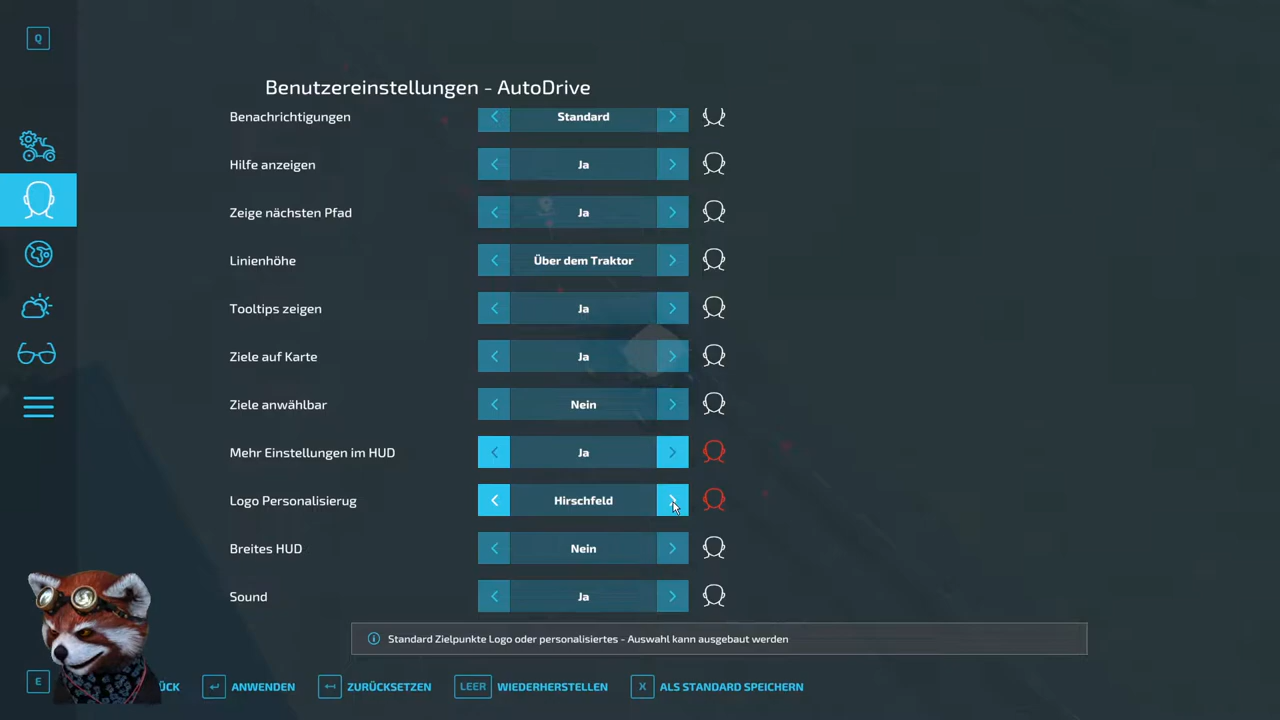 Q
Benutzereinstellungen - AutoDrive
Benachrichtigungen Standard
Hilfe anzeigen Ja
Zeige nächsten Pfad Ja
Linienhöhe Über dem Traktor
Tooltips zeigen Ja
Ziele auf Karte Ja
Ziele anwählbar Nein
Mehr Einstellungen im HUD Ja
Logo Personalisierug Hirschfeld
Breites HUD Nein
Sound Ja
Standard Zielpunkte Logo oder personalisiertes - Auswahl kann ausgebaut werden
E ÜCK ANWENDEN ZURÜCKSETZEN LEER WIEDERHERSTELLEN X ALS STANDARD SPEICHERN